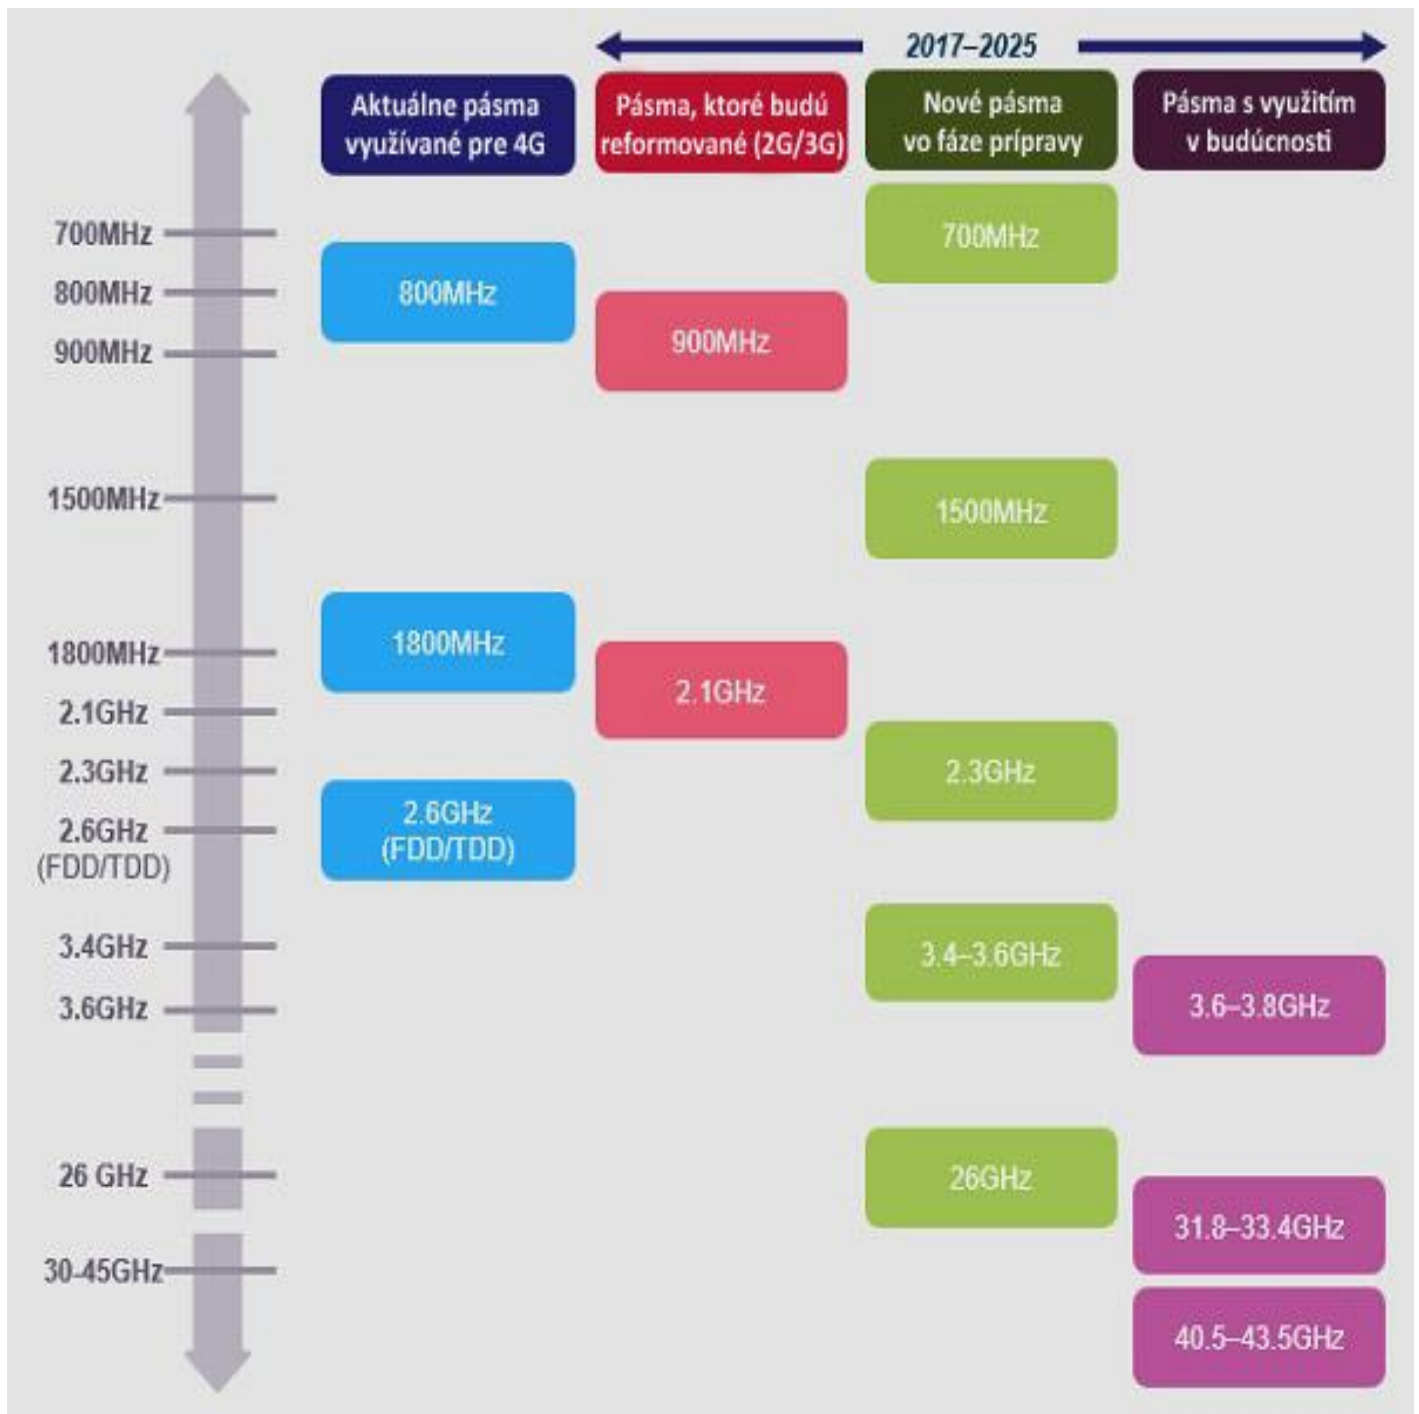 2017–2025
Aktuálne pásma
využívané pre 4G
Pásma, ktoré budú
reformované (2G/3G)
Nové pásma
vo fáze prípravy
Pásma s využitím
v budúcnosti
700MHz
800MHz
900MHz
1500MHz
1800MHz
2.1GHz
2.3GHz
2.6GHz
(FDD/TDD)
3.4GHz
3.6GHz
26 GHz
30-45GHz
800MHz
1800MHz
2.6GHz
(FDD/TDD)
900MHz
2.1GHz
700MHz
1500MHz
2.3GHz
3.4–3.6GHz
26GHz
3.6–3.8GHz
31.8–33.4GHz
40.5–43.5GHz